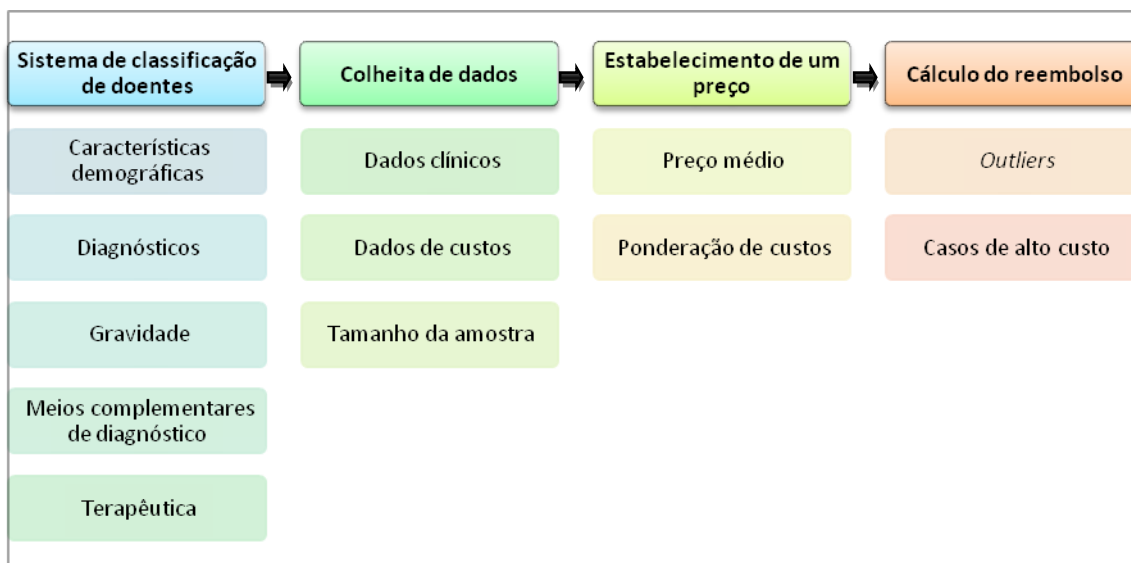 Sistema de classificação
de doentes
Colheita de dados
Estabelecimento de um
preço
Cálculo do reembolso
Características
demográficas
Dados clínicos
Preço médio
Outliers
Diagnósticos
Dados de custos
Ponderação de custos
Casos de alto custo
Gravidade
Tamanho da amostra
Meios complementares
de diagnóstico
Terapêutica